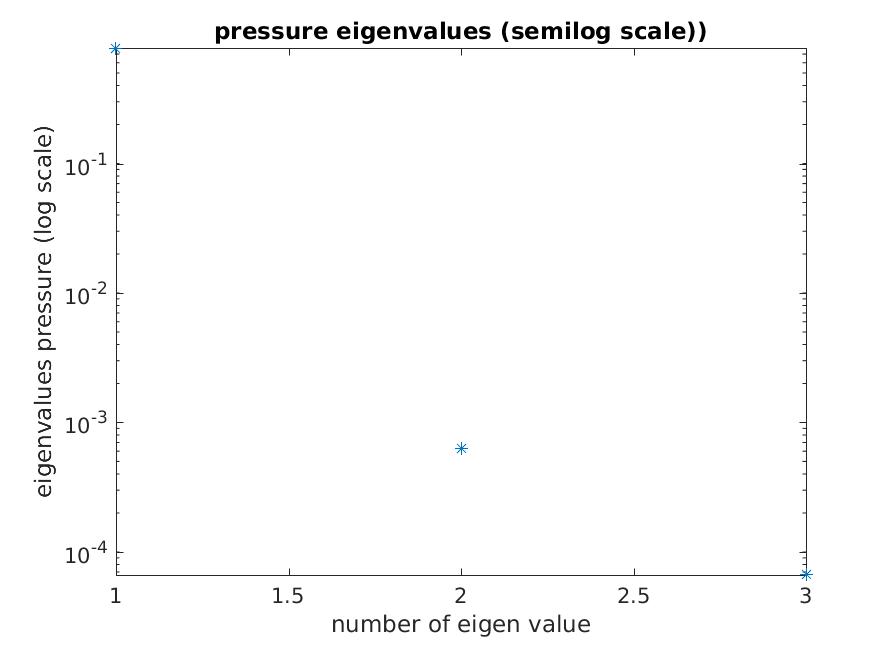 pressure eigenvalues (semilog scale))
eigenvalues pressure (log scale)
10^-1
10^-2
10^-3
10^-4
1 1.5 2 2.5 3
number of eigen value